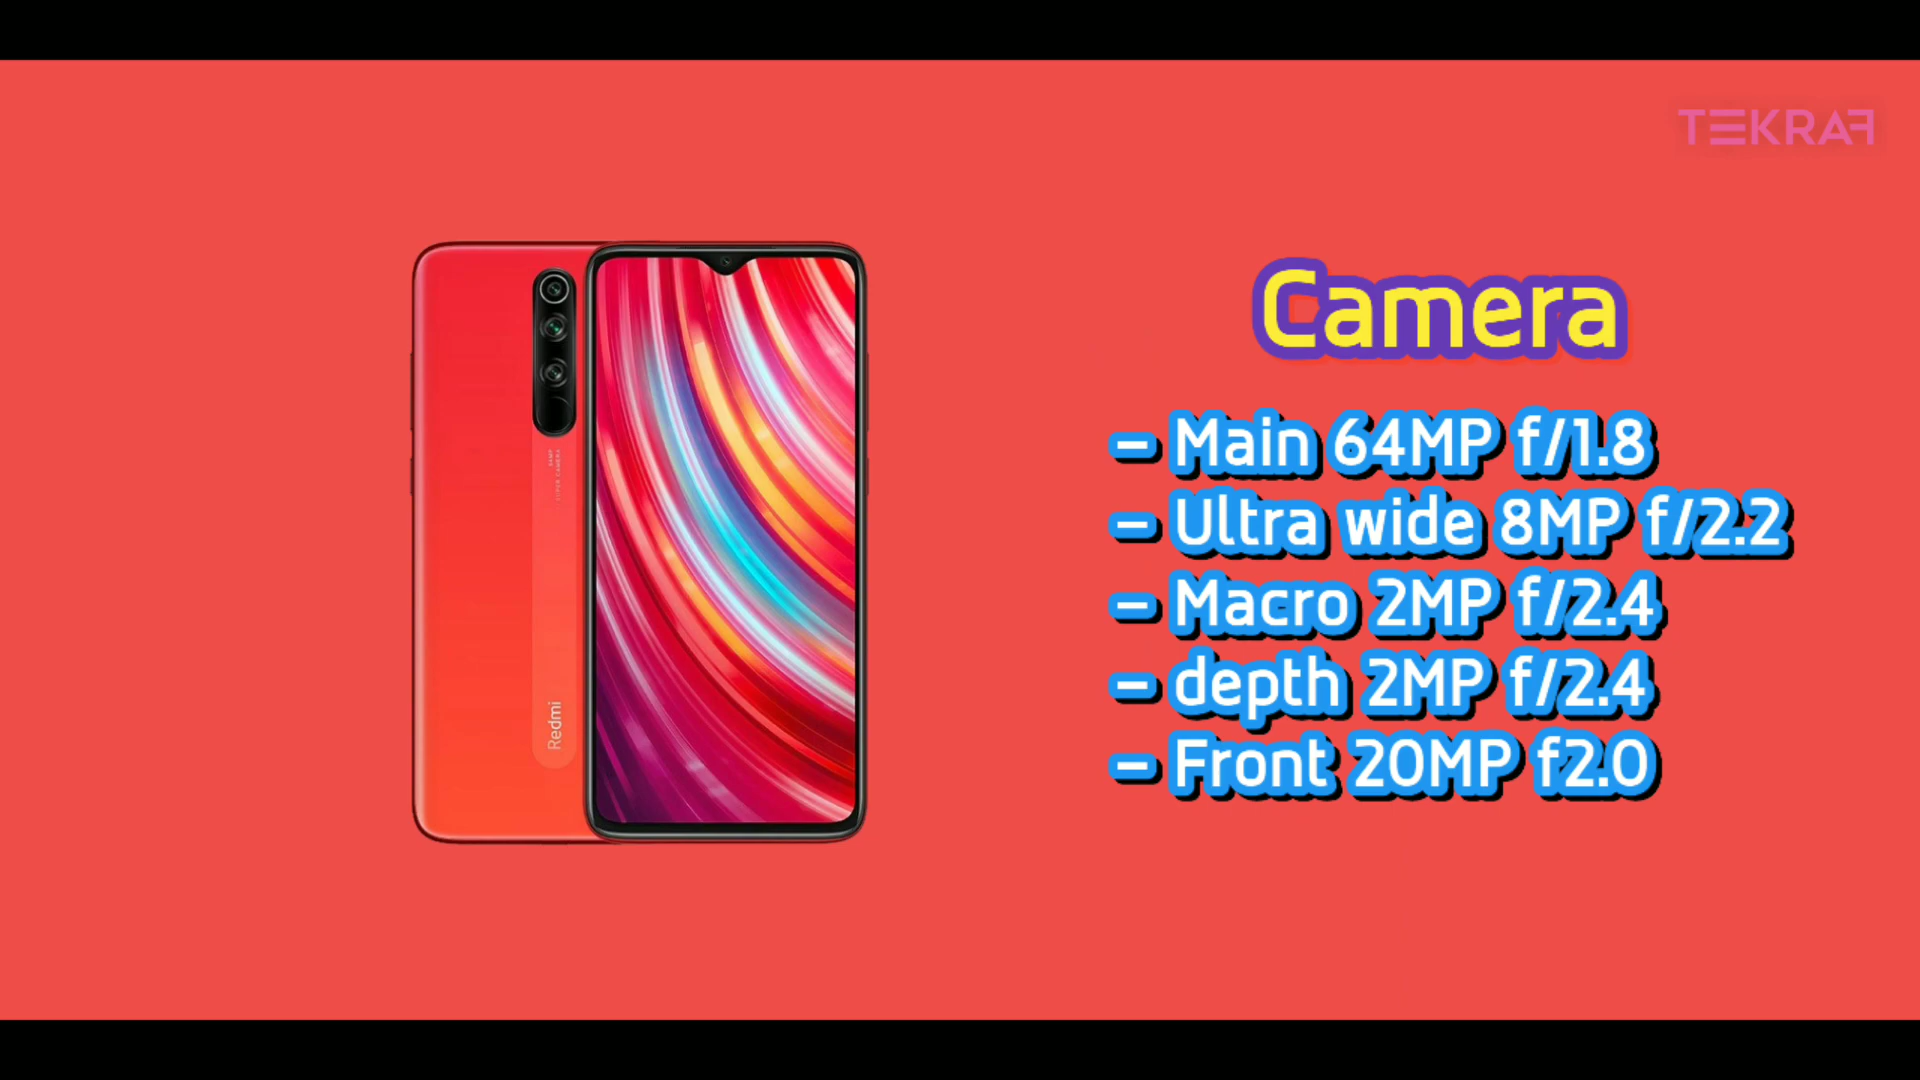 TEKRAF
Camera
- Main 64MP f/1.8
- Ultra wide 8MP f/2.2
- Macro 2MP f/2.4
- depth 2MP f/2.4
- Front 20MP f2.0
Redmi